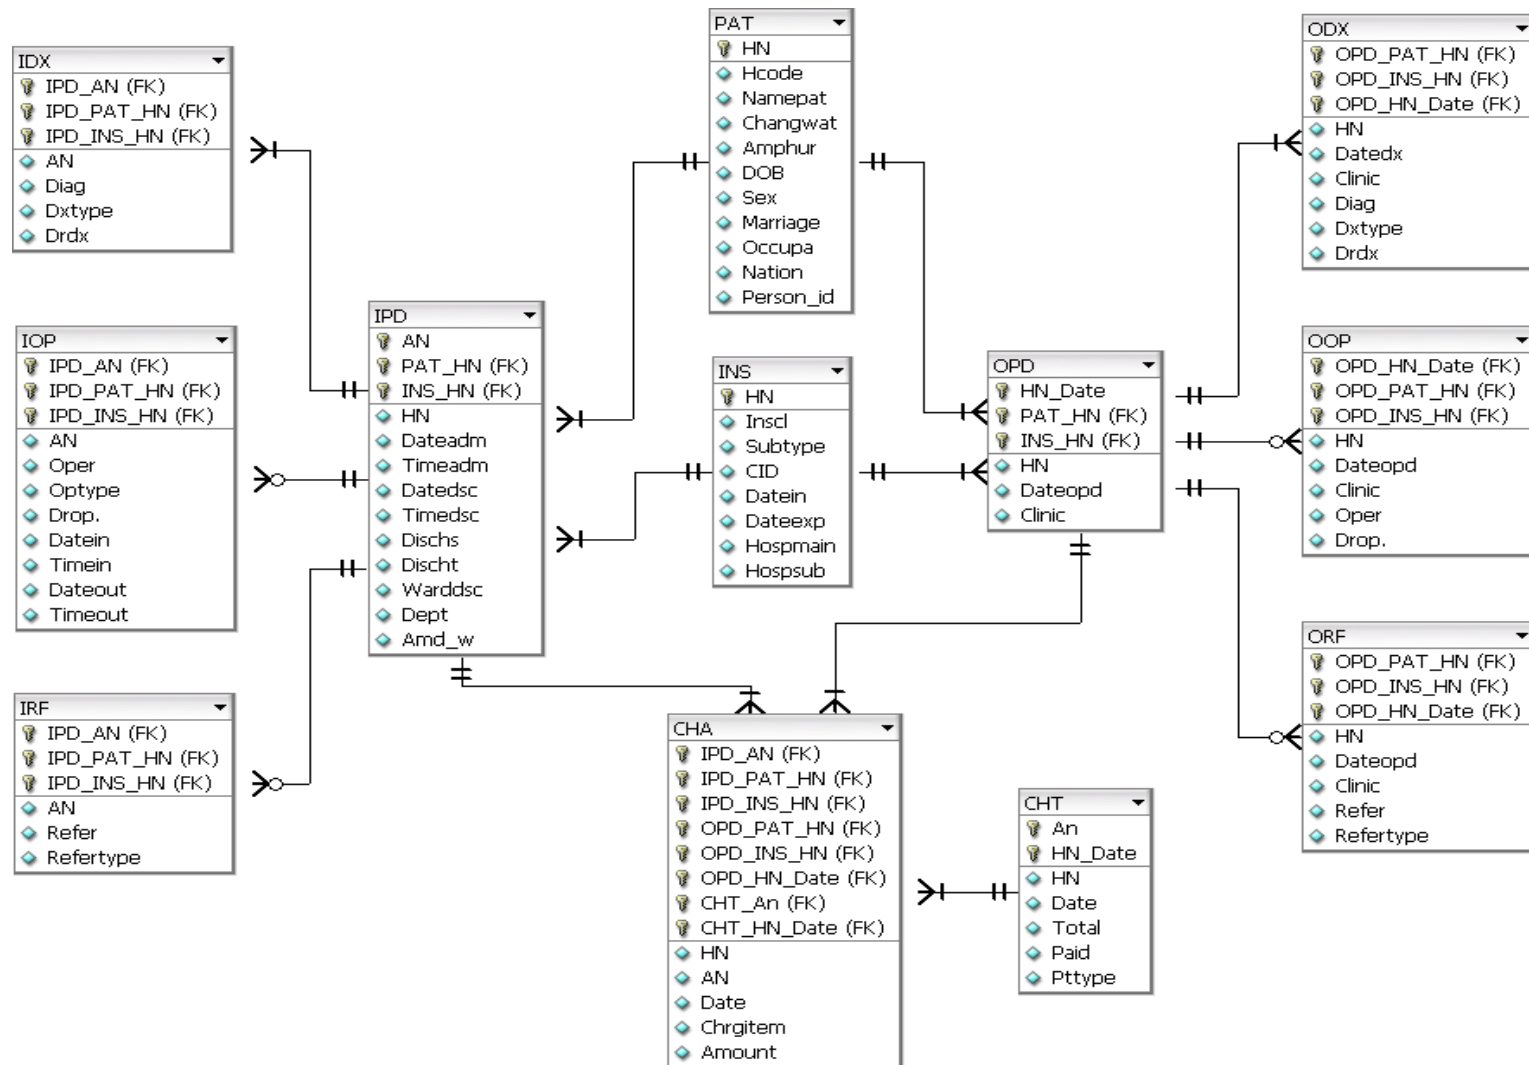 IDX
IPD_AN (FK)
IPD_PAT_HN (FK)
IPD_INS_HN (FK)
AN
Diag
Dxtype
Drdx
IOP
IPD_AN (FK)
IPD_PAT_HN (FK)
IPD_INS_HN (FK)
AN
Oper
Optype
Drop.
Datein
Timein
Dateout
Timeout
IRF
IPD_AN (FK)
IPD_PAT_HN (FK)
IPD_INS_HN (FK)
AN
Refer
Refertype
IPD
AN
PAT_HN (FK)
INS_HN (FK)
HN
Dateadm
Timeadm
Datedsc
Timedsc
Dischs
Discht
Warddsc
Dept
Amd_w
PAT
HN
Hcode
Namepat
Changwat
Amphur
DOB
Sex
Marriage
Occupa
Nation
Person_id
INS
HN
Inscl
Subtype
CID
Datein
Dateexp
Hospmain
Hospsub
CHA
IPD_AN (FK)
IPD_PAT_HN (FK)
IPD_INS_HN (FK)
OPD_PAT_HN (FK)
OPD_INS_HN (FK)
OPD_HN_Date (FK)
CHT_An (FK)
CHT_HN_Date (FK)
HN
AN
Date
Chrgitem
Amount
OPD
HN_Date
PAT_HN (FK)
INS_HN (FK)
HN
Dateopd
Clinic
CHT
An
HN_Date
HN
Date
Total
Paid
Pttype
ODX
OPD_PAT_HN (FK)
OPD_INS_HN (FK)
OPD_HN_Date (FK)
HN
Datedx
Clinic
Diag
Dxtype
Drdx
OOP
OPD_HN_Date (FK)
OPD_PAT_HN (FK)
OPD_INS_HN (FK)
HN
Dateopd
Clinic
Oper
Drop.
ORF
OPD_PAT_HN (FK)
OPD_INS_HN (FK)
OPD_HN_Date (FK)
HN
Dateopd
Clinic
Refer
Refertype